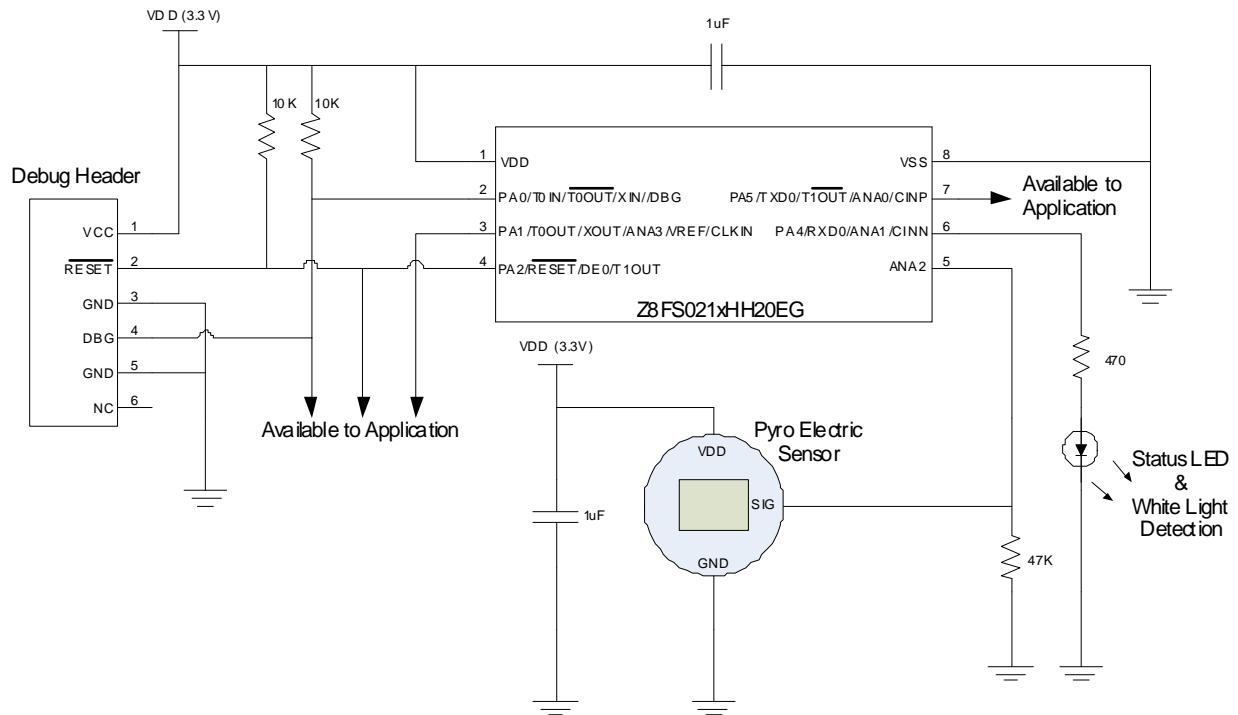 VDD (3.3 V)
1uF
10K
10K
1
VDD
VSS
8
Debug Header
2
PA0/T0IN/T0OUT/XIN//DBG
PA5/TXD0/T1OUT/ANA0/CINP
7
Available to
Application
VCC
1
3
PA1/T0OUT/XOUT/ANA3/VREF/CLKIN
PA4/RXD0/ANA1/CINN
6
RESET
2
4
PA2/RESET/DE0/T1OUT
ANA2
5
GND
3
Z8FS021xHH20EG
DBG
4
VDD (3.3V)
GND
5
470
NC
6
Available to Application
Pyro Electric
Sensor
VDD
Status LED
&
White Light
Detection
SIG
1uF
GND
47K